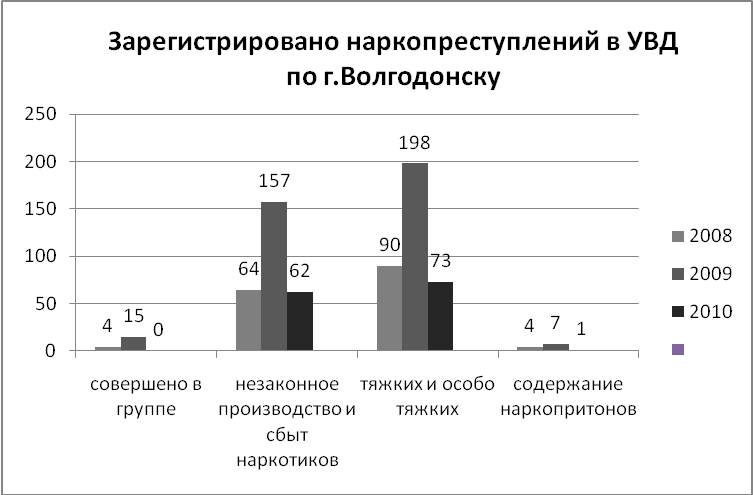 Зарегистрировано наркопреступлений в УВД
по г.Волгодонску
250
200
150
100
50
0
4
15
0
64
157
62
90
198
73
4
7
1
совершено в
группе
незаконное
производство и
сбыт
наркотиков
тяжких и особо
тяжких
содержание
наркопритонов
2008
2009
2010